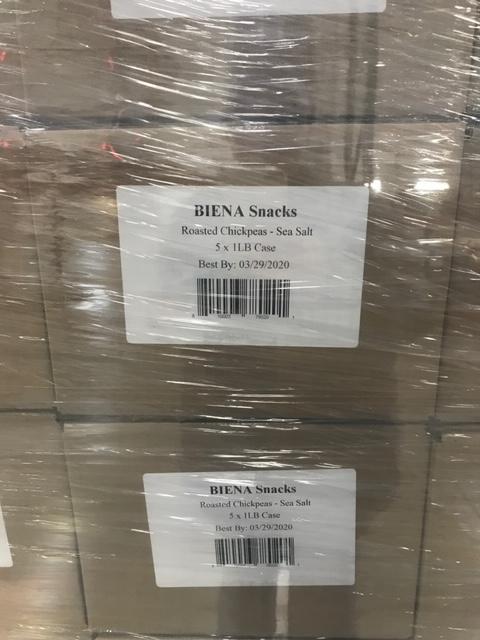 BIENA Snacks
Roasted Chickpeas - Sea Salt
5 x 1LB Case
Best By: 03/29/2020
BIENA Snacks
Roasted Chickpeas - Sea Salt
5 x 1LB Case
Best By: 03/29/2020